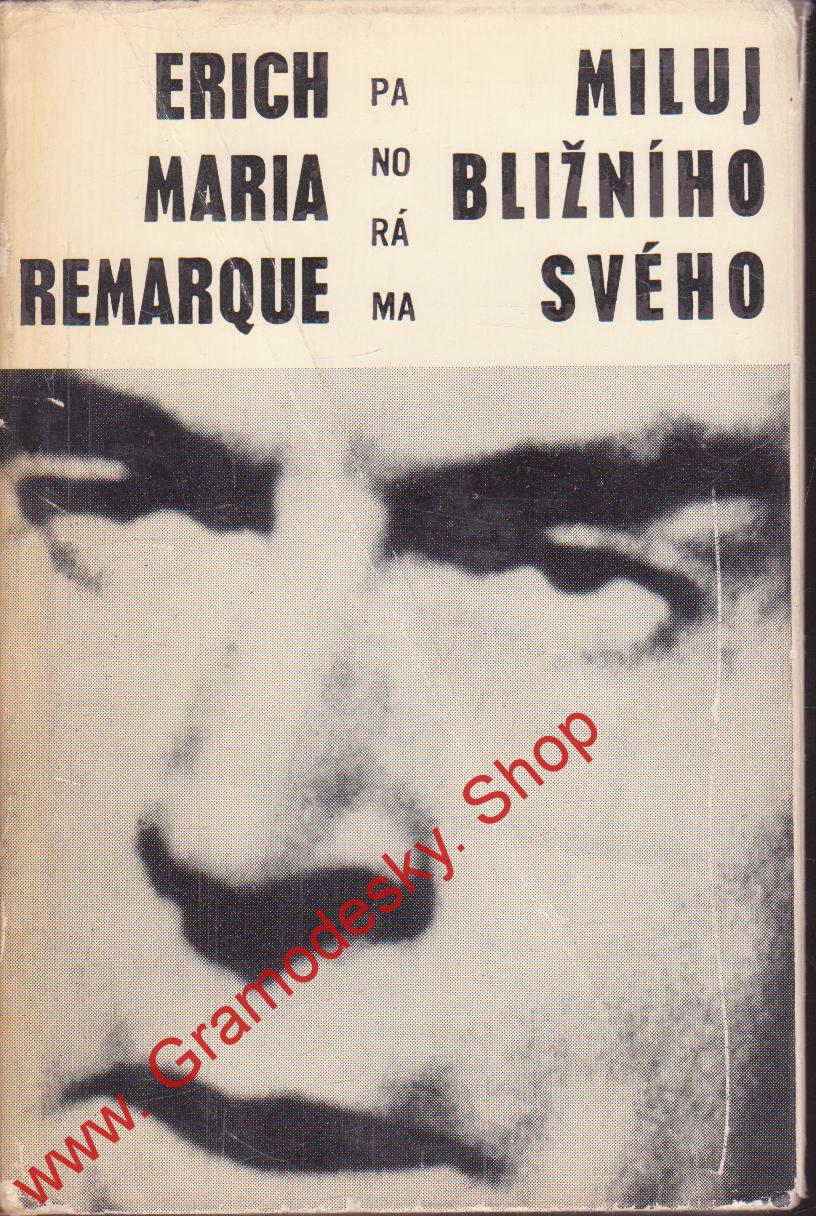 ERICH
MARIA
REMARQUE
PA
NO
RÁ
MA
MILUJ
BLIŽNÍHO
SVÉHO
www. Gramodesky. Shop